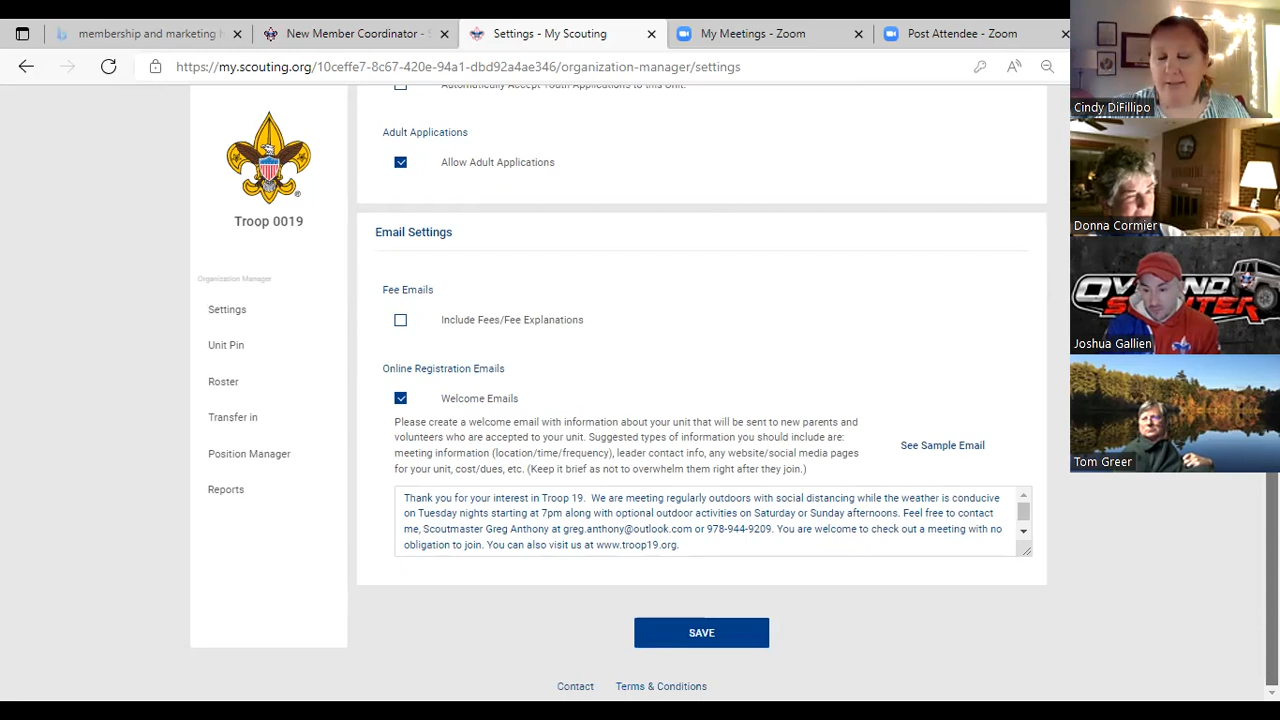 membership and marketing
New Member Coordinator -
Settings - My Scouting
My Meetings - Zoom
Post Attendee - Zoom
https://my.scouting.org/10ceffe7-8c67-420e-94a1-dbd92a4ae346/organization-manager/settings
Automatically Accept Youth Applications to this Unit.
Adult Applications
Allow Adult Applications
Troop 0019
Organization Manager
Settings
Unit Pin
Roster
Transfer in
Position Manager
Reports
Email Settings
Fee Emails
Include Fees/Fee Explanations
Online Registration Emails
Welcome Emails
Please create a welcome email with information about your unit that will be sent to new parents and
volunteers who are accepted to your unit. Suggested types of information you should include are:
meeting information (location/time/frequency), leader contact info, any website/social media pages
for your unit, cost/dues, etc. (Keep it brief as not to overwhelm them right after they join.)
See Sample Email
Thank you for your interest in Troop 19.  We are meeting regularly outdoors with social distancing while the weather is conducive
on Tuesday nights starting at 7pm along with optional outdoor activities on Saturday or Sunday afternoons. Feel free to contact
me, Scoutmaster Greg Anthony at greg.anthony@outlook.com or 978-944-9209. You are welcome to check out a meeting with no
obligation to join. You can also visit us at www.troop19.org.
SAVE
Contact
Terms & Conditions
Cindy DiFillipo
Donna Cormier
Joshua Gallien
Tom Greer